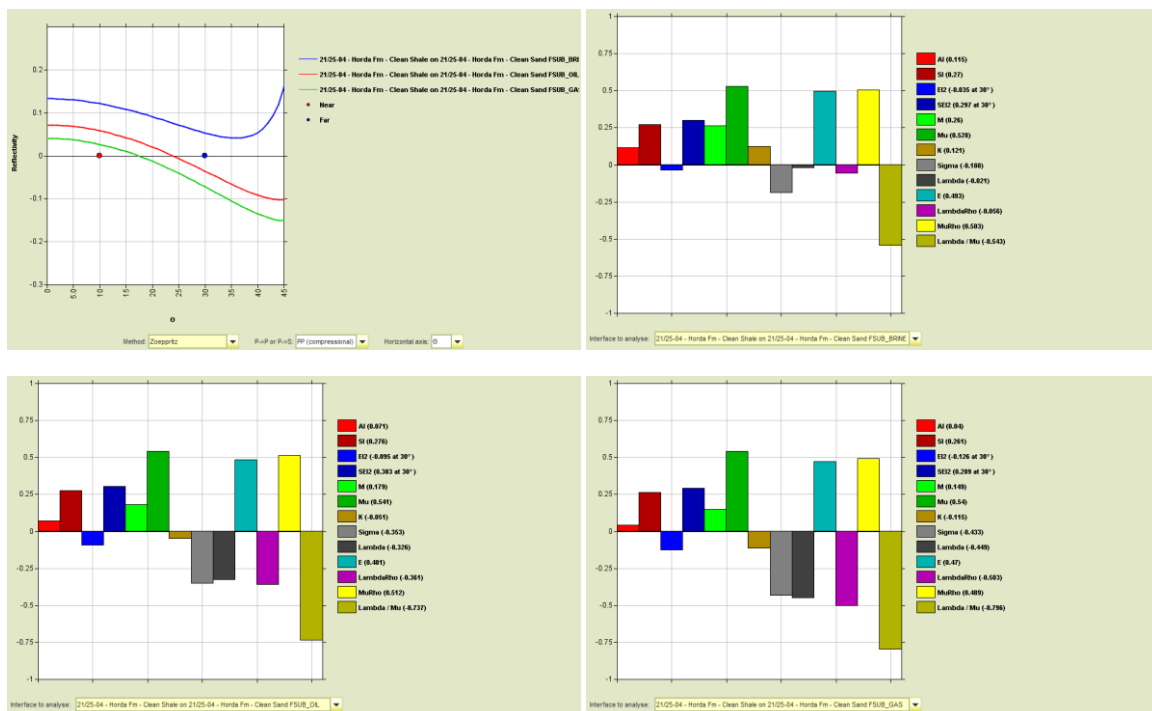 0.2
0.1
0
-0.1
-0.2
-0.3
Reflectivity
0 5.0 10 15 20 25 30 35 40 45
Θ
21/25-04 - Horda Fm - Clean Shale on 21/25-04 - Horda Fm - Clean Sand FSUB_BRI
21/25-04 - Horda Fm - Clean Shale on 21/25-04 - Horda Fm - Clean Sand FSUB_OIL
21/25-04 - Horda Fm - Clean Shale on 21/25-04 - Horda Fm - Clean Sand FSUB_GAS
Near
Far
Method: Zoeppritz P->P or P->S: PP (compressional) Horizontal axis: Θ
1
0.75
0.5
0.25
0
-0.25
-0.5
-0.75
-1
AI (0.115)
SI (0.27)
EI2 (-0.035 at 30°)
SEI2 (0.297 at 30°)
M (0.26)
Mu (0.528)
K (0.121)
Sigma (-0.188)
Lambda (-0.021)
E (0.493)
LambdaRho (-0.056)
MuRho (0.503)
Lambda / Mu (-0.543)
Interface to analyse: 21/25-04 - Horda Fm - Clean Shale on 21/25-04 - Horda Fm - Clean Sand FSUB_BRINE
1
0.75
0.5
0.25
0
-0.25
-0.5
-0.75
-1
AI (0.071)
SI (0.276)
EI2 (-0.095 at 30°)
SEI2 (0.303 at 30°)
M (0.179)
Mu (0.541)
K (-0.051)
Sigma (-0.353)
Lambda (-0.326)
E (0.481)
LambdaRho (-0.361)
MuRho (0.512)
Lambda / Mu (-0.737)
Interface to analyse: 21/25-04 - Horda Fm - Clean Shale on 21/25-04 - Horda Fm - Clean Sand FSUB_OIL
1
0.75
0.5
0.25
0
-0.25
-0.5
-0.75
-1
AI (0.04)
SI (0.261)
EI2 (-0.126 at 30°)
SEI2 (0.289 at 30°)
M (0.149)
Mu (0.54)
K (-0.115)
Sigma (-0.433)
Lambda (-0.449)
E (0.47)
LambdaRho (-0.503)
MuRho (0.489)
Lambda / Mu (-0.796)
Interface to analyse: 21/25-04 - Horda Fm - Clean Shale on 21/25-04 - Horda Fm - Clean Sand FSUB_GAS